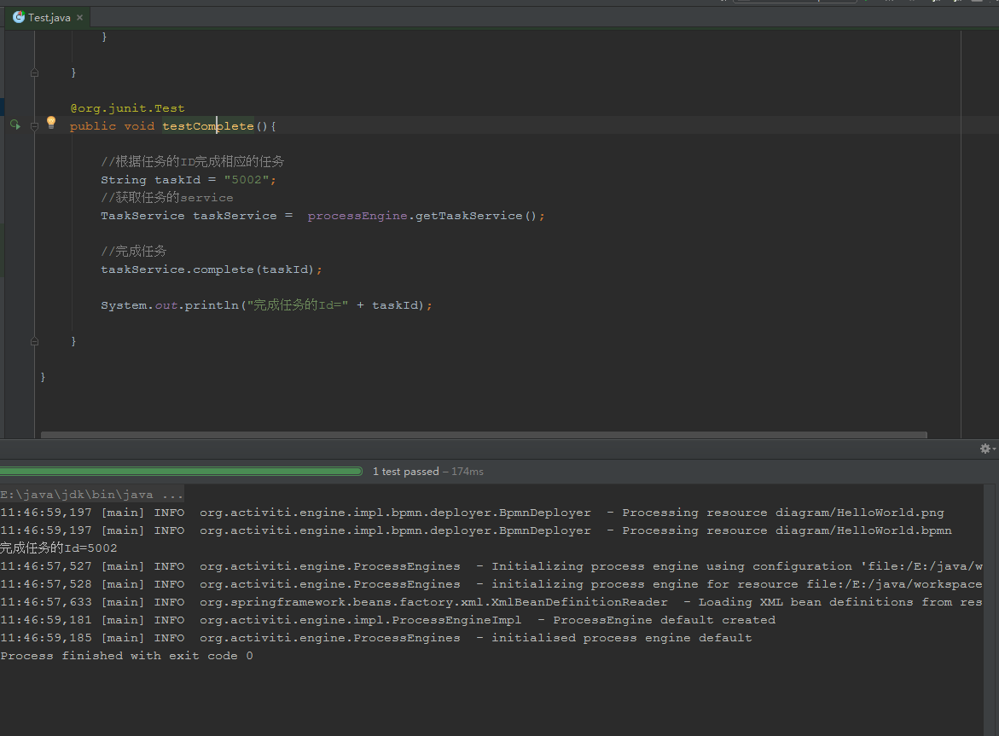 Test.java
}
}
@org.junit.Test
public void testComplete(){
//根据任务的ID完成相应的任务
String taskId = "5002";
//获取任务的service
TaskService taskService =  processEngine.getTaskService();
//完成任务
taskService.complete(taskId);
System.out.println("完成任务的Id=" + taskId);
}
}
1 test passed – 174ms
E:\java\jdk\bin\java ...
11:46:59,197 [main] INFO  org.activiti.engine.impl.bpmn.deployer.BpmnDeployer  - Processing resource diagram/HelloWorld.png
11:46:59,197 [main] INFO  org.activiti.engine.impl.bpmn.deployer.BpmnDeployer  - Processing resource diagram/HelloWorld.bpmn
完成任务的Id=5002
11:46:57,527 [main] INFO  org.activiti.engine.ProcessEngines  - Initializing process engine using configuration 'file:/E:/java/w
11:46:57,528 [main] INFO  org.activiti.engine.ProcessEngines  - initializing process engine for resource file:/E:/java/workspace
11:46:57,633 [main] INFO  org.springframework.beans.factory.xml.XmlBeanDefinitionReader  - Loading XML bean definitions from res
11:46:59,181 [main] INFO  org.activiti.engine.impl.ProcessEngineImpl  - ProcessEngine default created
11:46:59,185 [main] INFO  org.activiti.engine.ProcessEngines  - initialised process engine default
Process finished with exit code 0